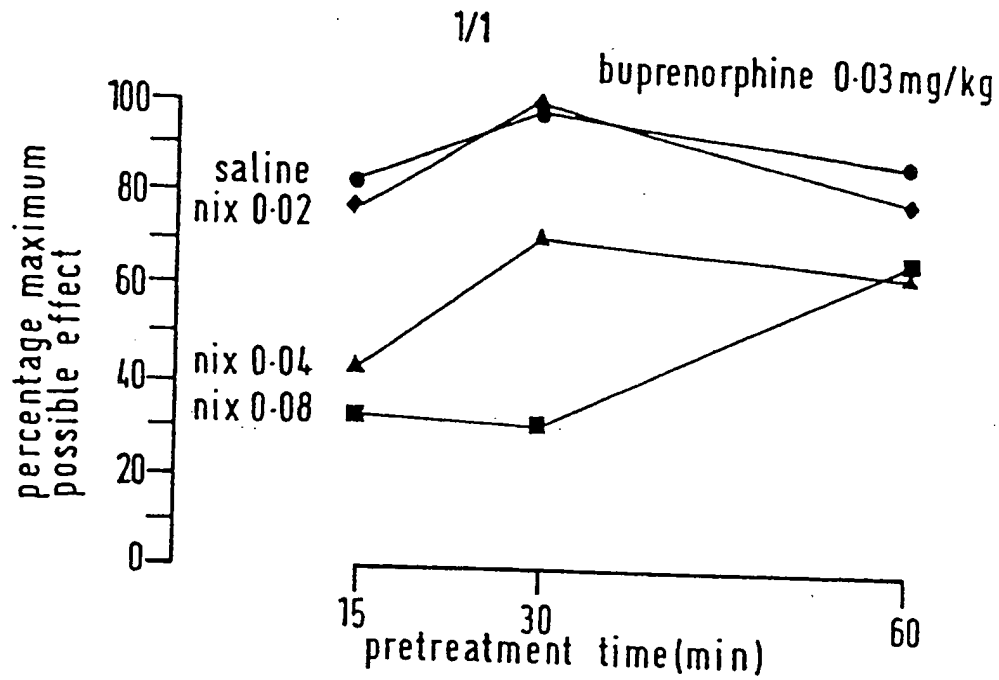 1/1
buprenorphine 0·03mg/kg
100
80
60
40
20
0
percentage maximum
possible effect
saline
nix 0·02
nix 0·04
nix 0·08
15
30
60
pretreatment time(min)